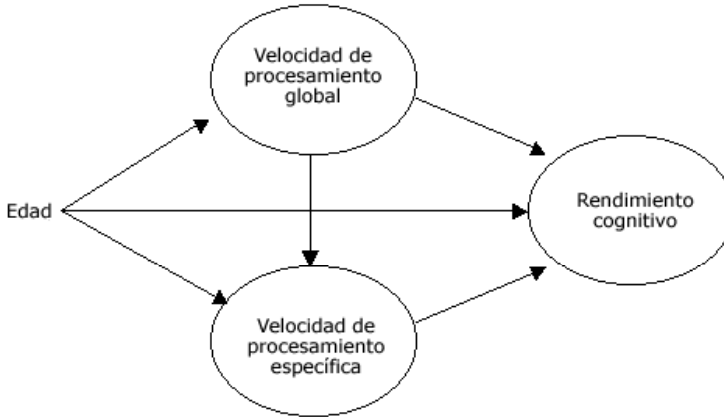 Velocidad de
procesamiento
global
Edad
Rendimiento
cognitivo
Velocidad de
procesamiento
específica